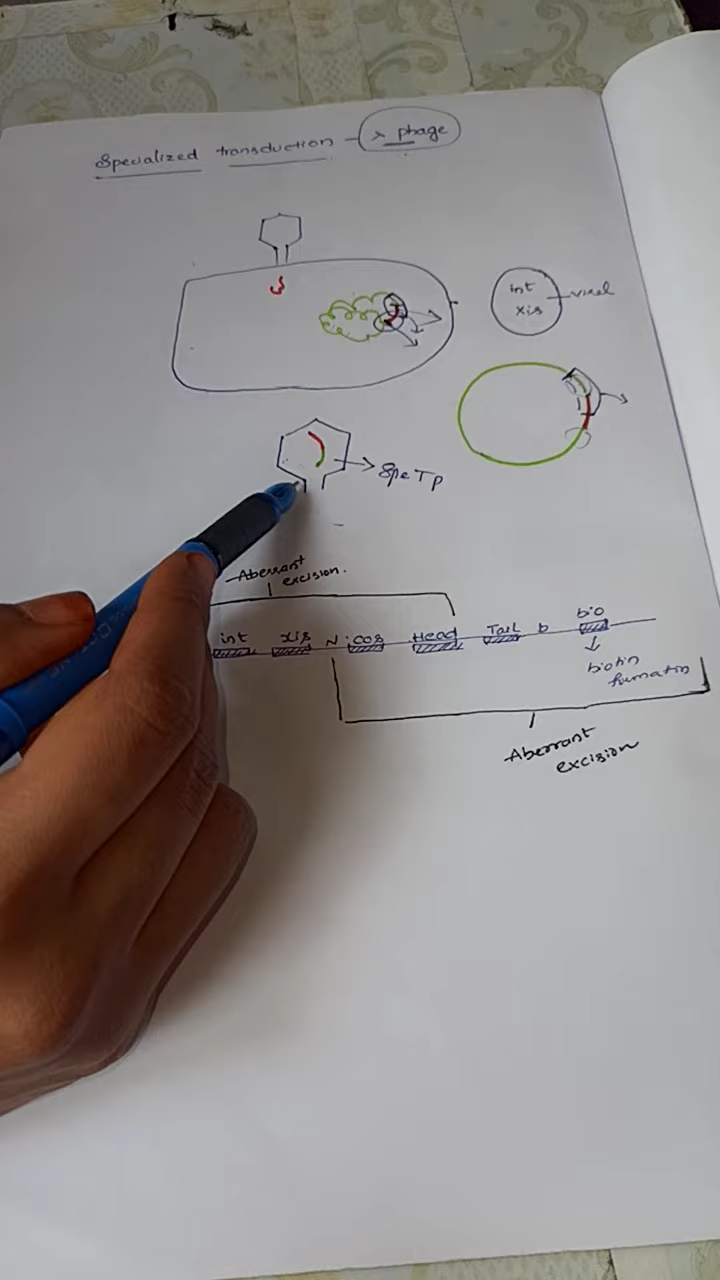 Specialized transduction - λ phage
int
xis
viral
Spe Tp
Aberrant
excision.
int xis N cos Head Tail b bio
biotin
formation
Aberrant
excision